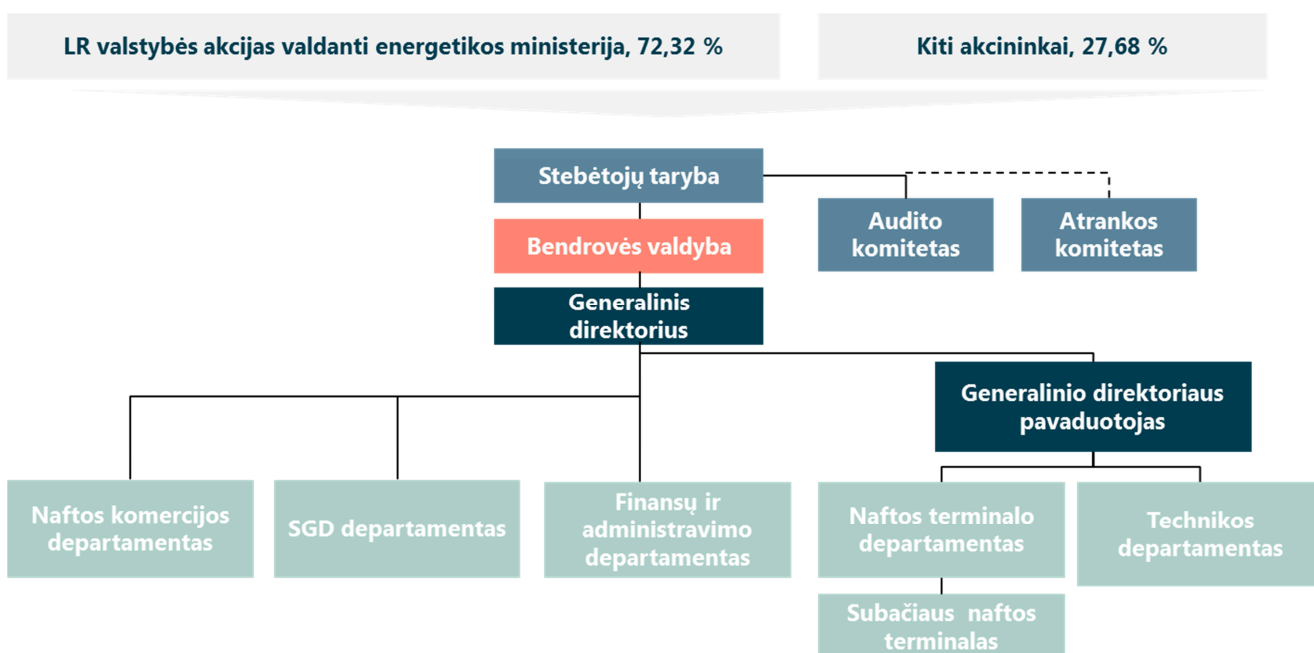 LR valstybės akcijas valdanti energetikos ministerija, 72,32 %
Kiti akcininkai, 27,68 %
Stebėtojų taryba
Audito
komitetas
Atrankos
komitetas
Bendrovės valdyba
Generalinis
direktorius
Generalinio direktoriaus
pavaduotojas
Naftos komercijos
departamentas
SGD departamentas
Finansų ir
administravimo
departamentas
Naftos terminalo
departamentas
Technikos
departamentas
Subačiaus naftos
terminalas